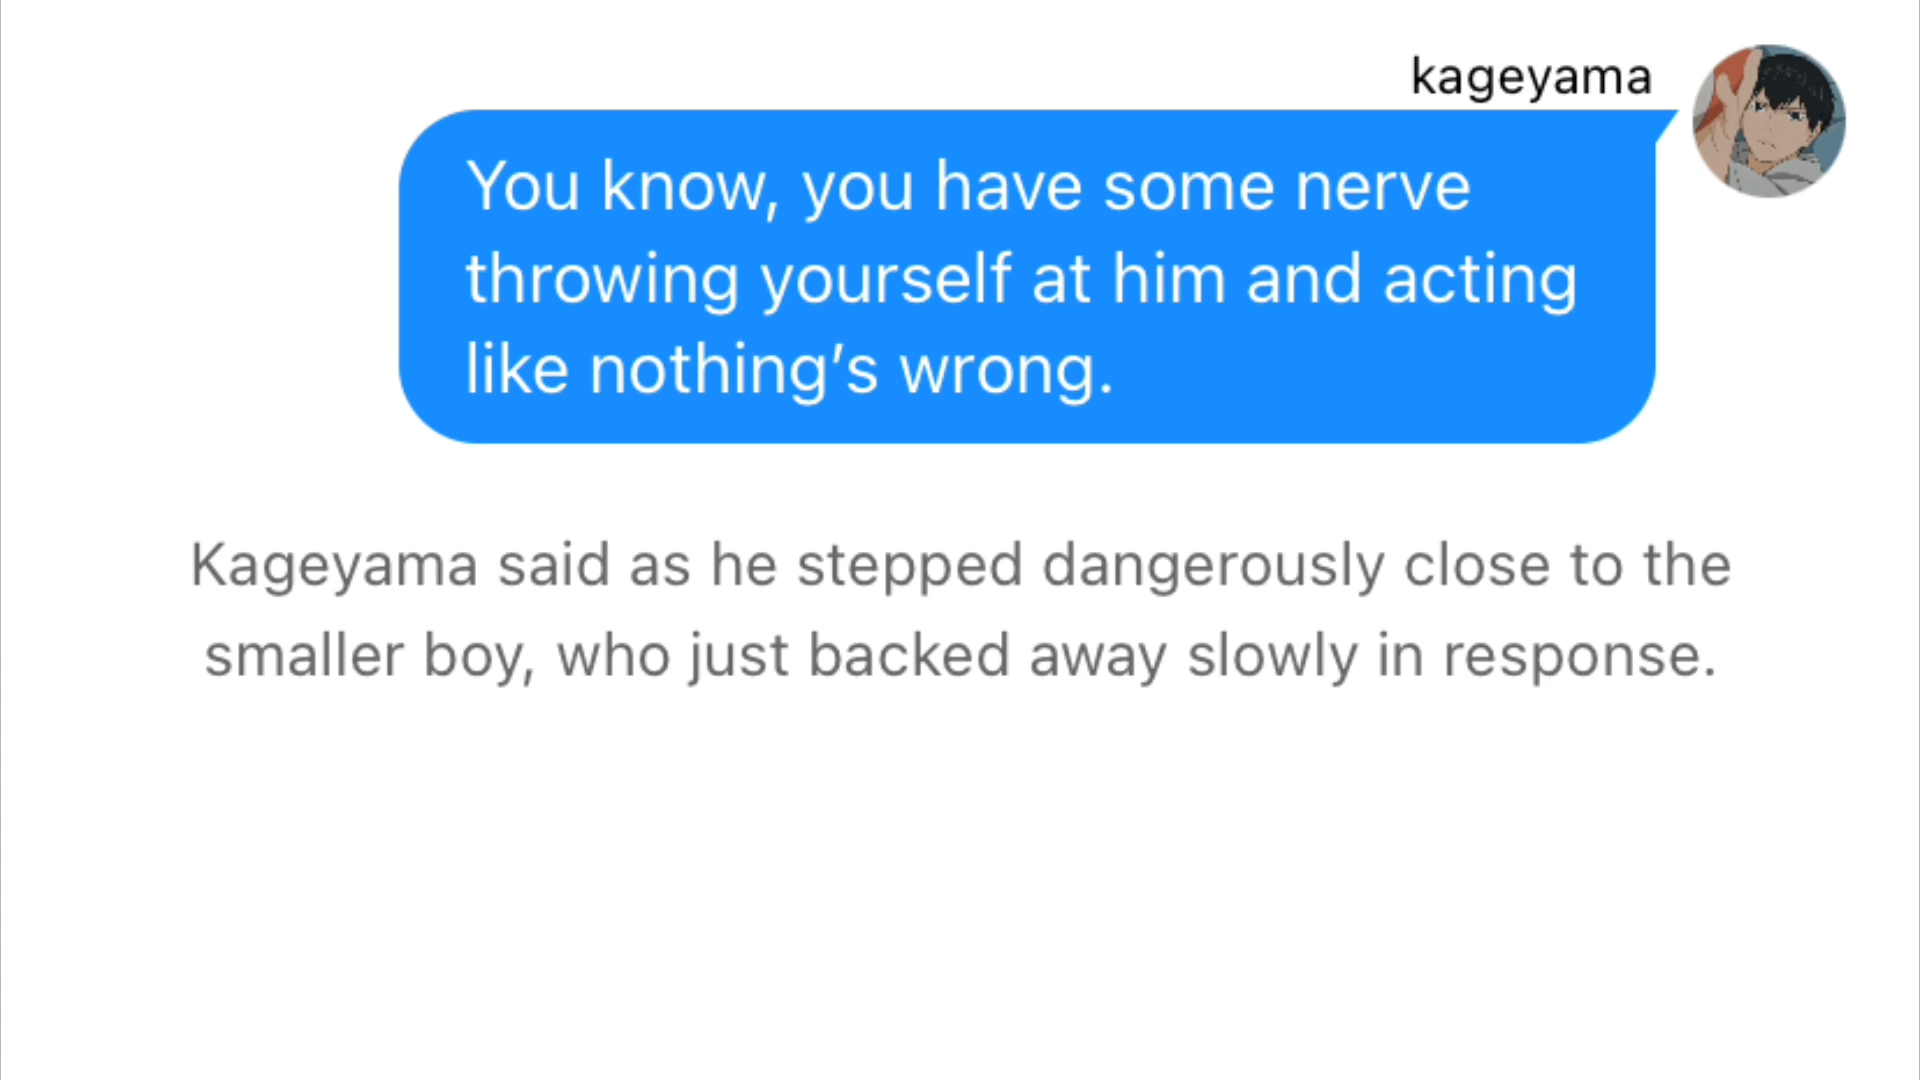 kageyama
You know, you have some nerve
throwing yourself at him and acting
like nothing’s wrong.
Kageyama said as he stepped dangerously close to the
smaller boy, who just backed away slowly in response.